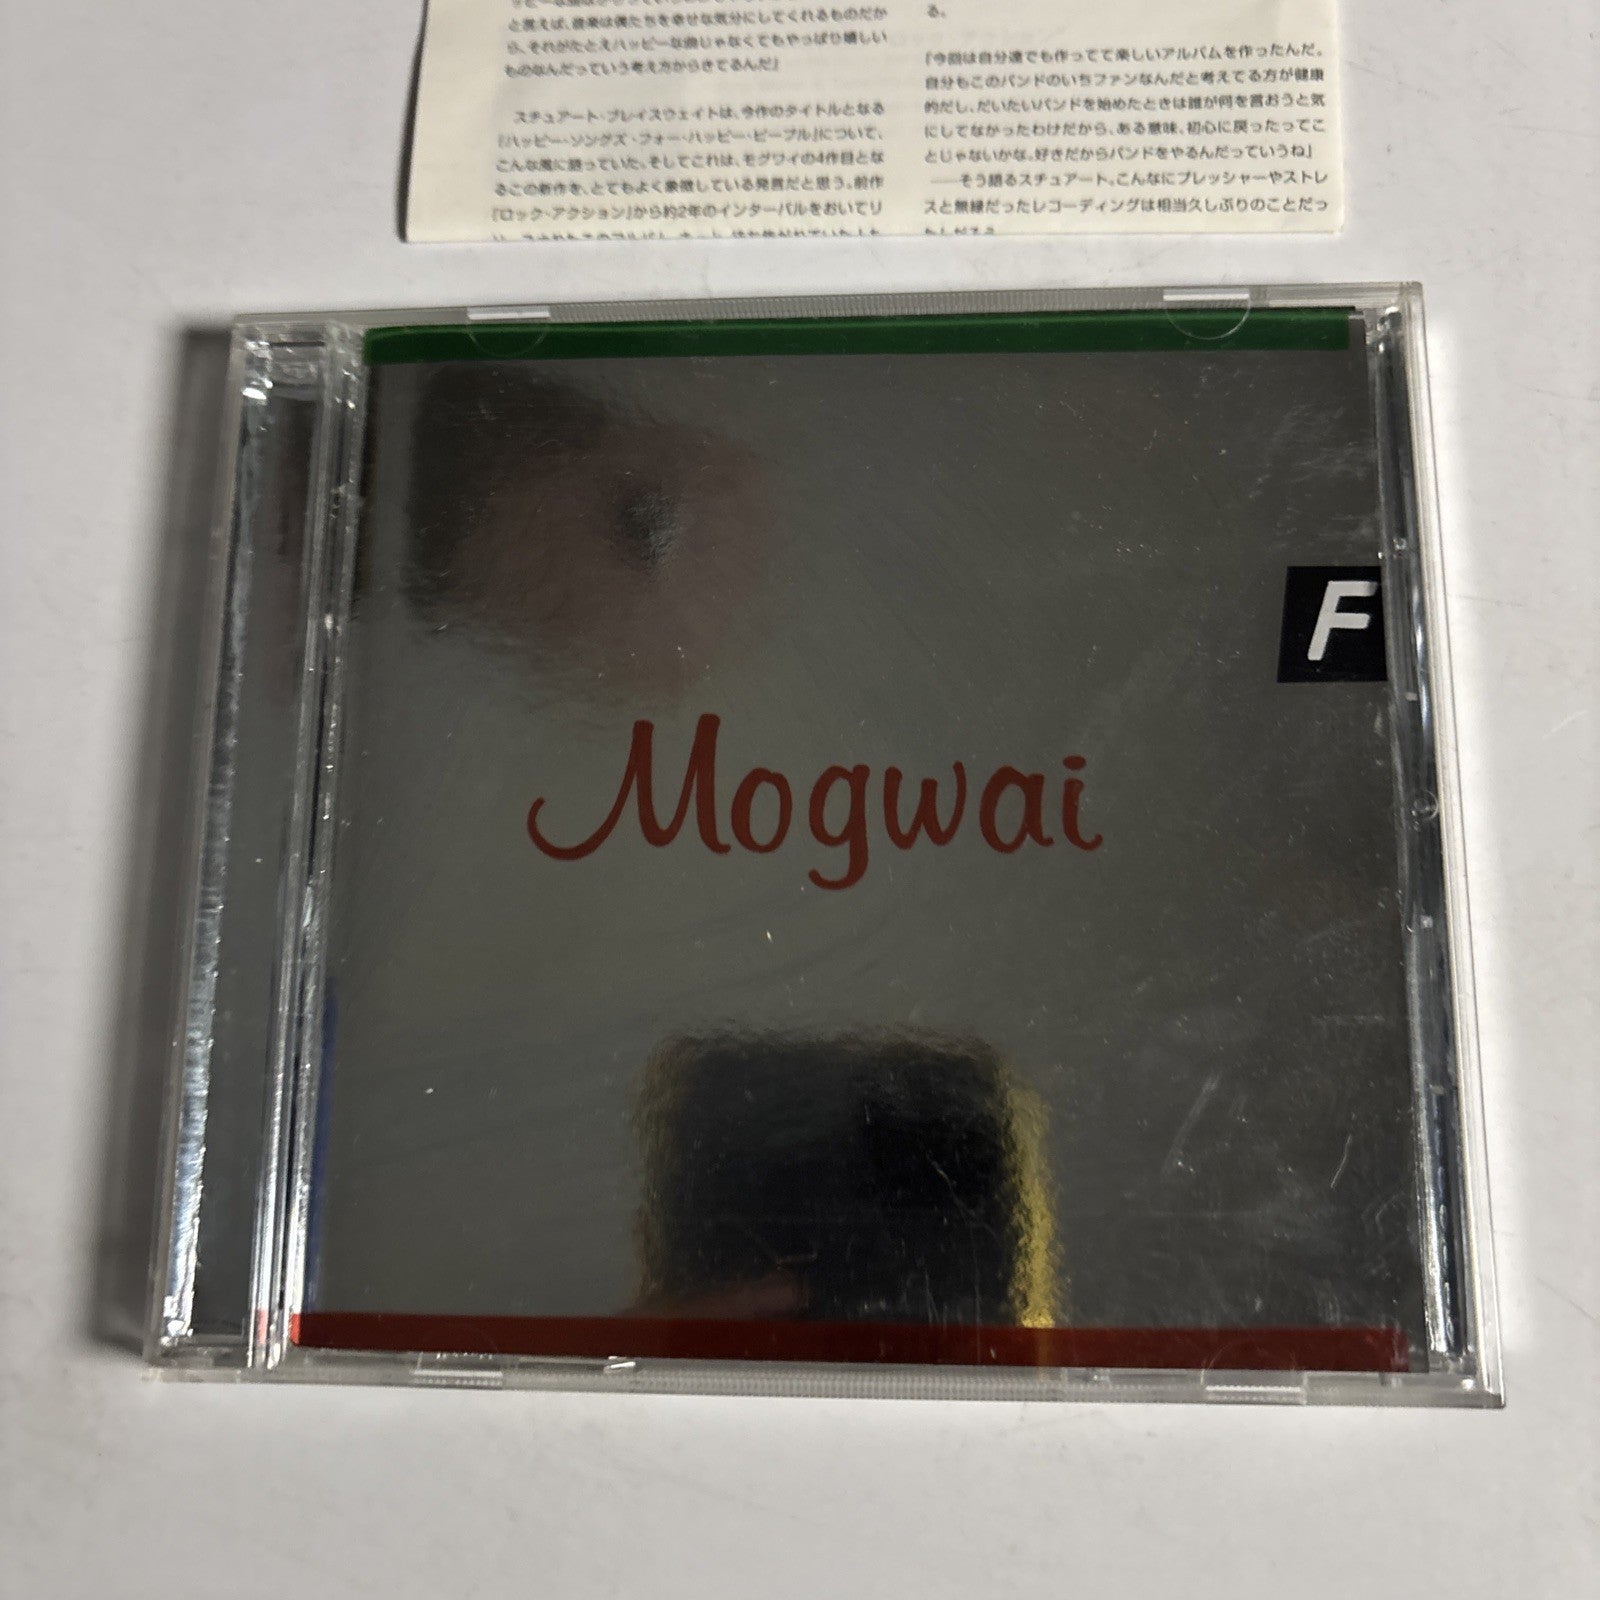 と言えば、音楽は僕たちを幸せな気分にしてくれるものだか
ら、それがたとえハッピーな曲じゃなくてもやっぱり嬉しい
ものなんだっていう考え方からきてるんだ」
スチュアート・ブレイスウェイトは、今作のタイトルとなる
『ハッピー・ソングズ・フォー・ハッピー・ピープル』について、
こんな風に語っていた。そしてこれは、モグワイの4作目とな
るこの新作を、とてもよく象徴している発言だと思う。前作
『ロック・アクション』から約2年のインターバルをおいてリ
る。
「今回は自分達でも作ってて楽しいアルバムを作ったんだ。
自分もこのバンドのいちファンなんだと考えてる方が健康
的だし、だいたいバンドを始めたときは誰が何を言おうと気
にしてなかったわけだから、ある意味、初心に戻ったってこ
とじゃないかな。好きだからバンドをやるんだっていうね」
――そう語るスチュアート。こんなにプレッシャーやストレ
スと無縁だったレコーディングは相当久しぶりのことだっ
F
Mogwai